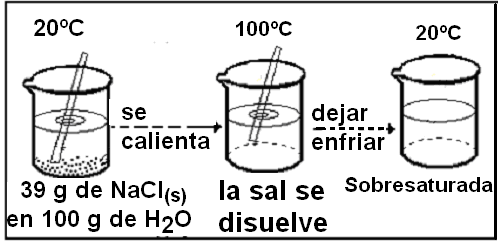 20ºC
100ºC
20ºC
se
calienta
dejar
enfriar
39 g de NaCl(s)
en 100 g de H2O
la sal se
disuelve
Sobresaturada